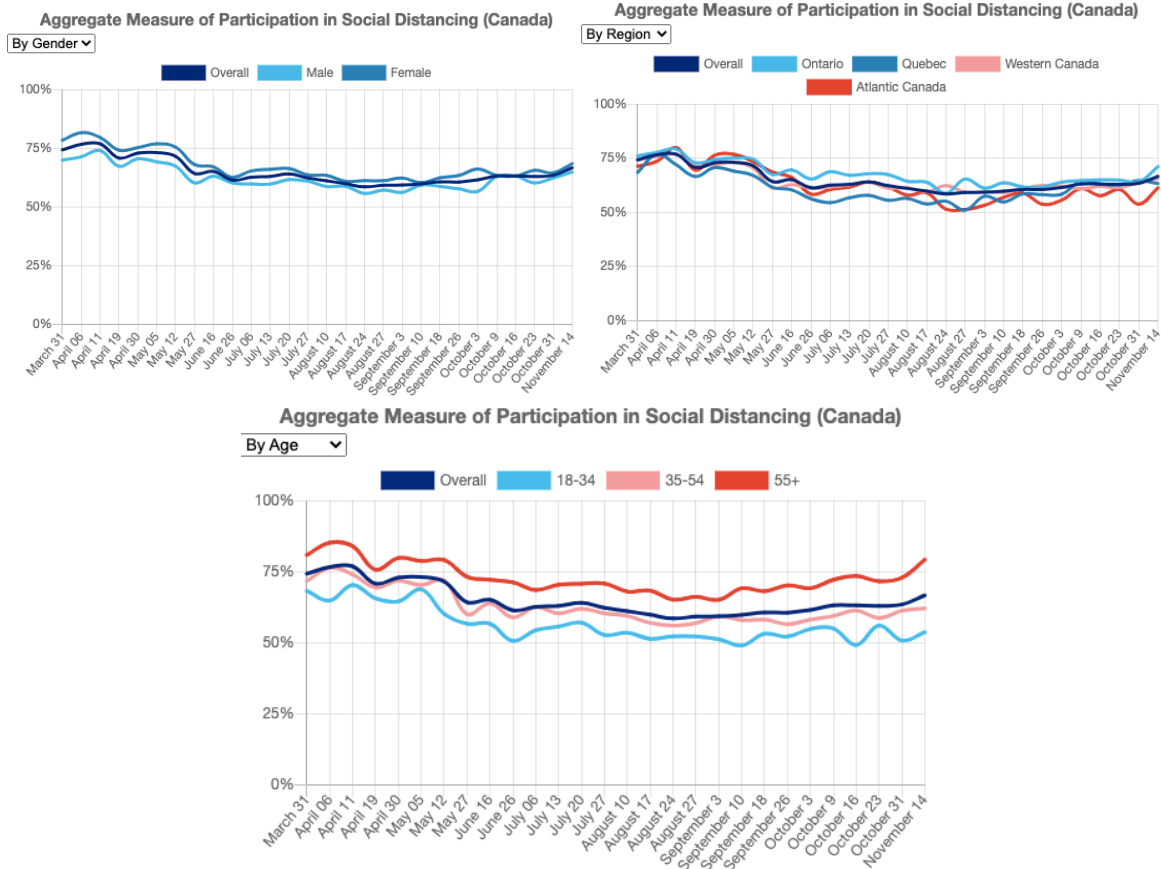 Aggregate Measure of Participation in Social Distancing (Canada)
By Gender
Overall Male Female
100%
75%
50%
25%
0%
March 31
April 06
April 11
April 19
April 30
May 05
May 12
May 27
June 16
June 26
July 06
July 13
July 20
July 27
August 10
August 17
August 24
August 27
September 3
September 10
September 18
September 26
October 3
October 9
October 16
October 23
October 31
November 14
Aggregate Measure of Participation in Social Distancing (Canada)
By Region
Overall Ontario Quebec Western Canada
Atlantic Canada
100%
75%
50%
25%
0%
March 31
April 06
April 11
April 19
April 30
May 05
May 12
May 27
June 16
June 26
July 06
July 13
July 20
July 27
August 10
August 17
August 24
August 27
September 3
September 10
September 18
September 26
October 3
October 9
October 16
October 23
October 31
November 14
Aggregate Measure of Participation in Social Distancing (Canada)
By Age
Overall 18-34 35-54 55+
100%
75%
50%
25%
0%
March 31
April 06
April 11
April 19
April 30
May 05
May 12
May 27
June 16
June 26
July 06
July 13
July 20
July 27
August 10
August 17
August 24
August 27
September 3
September 10
September 18
September 26
October 3
October 9
October 16
October 23
October 31
November 14